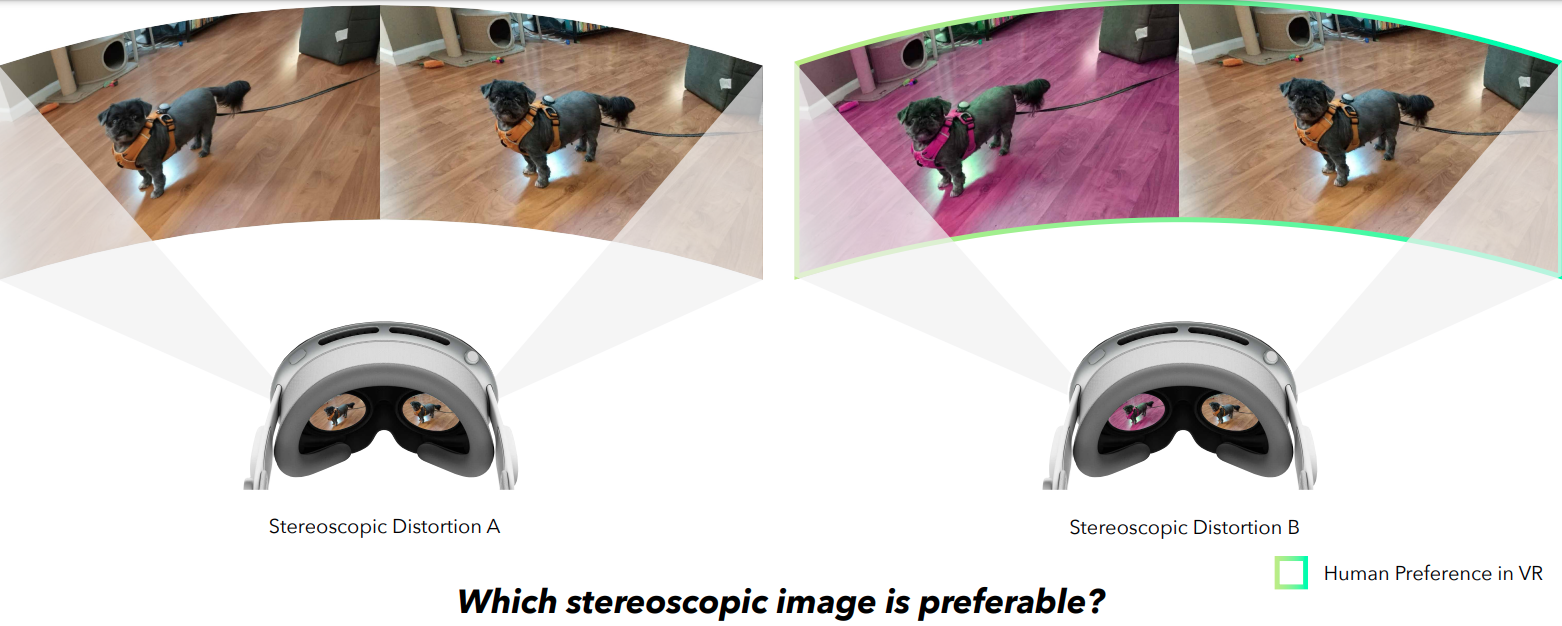 Stereoscopic Distortion A
Stereoscopic Distortion B
Human Preference in VR
Which stereoscopic image is preferable?